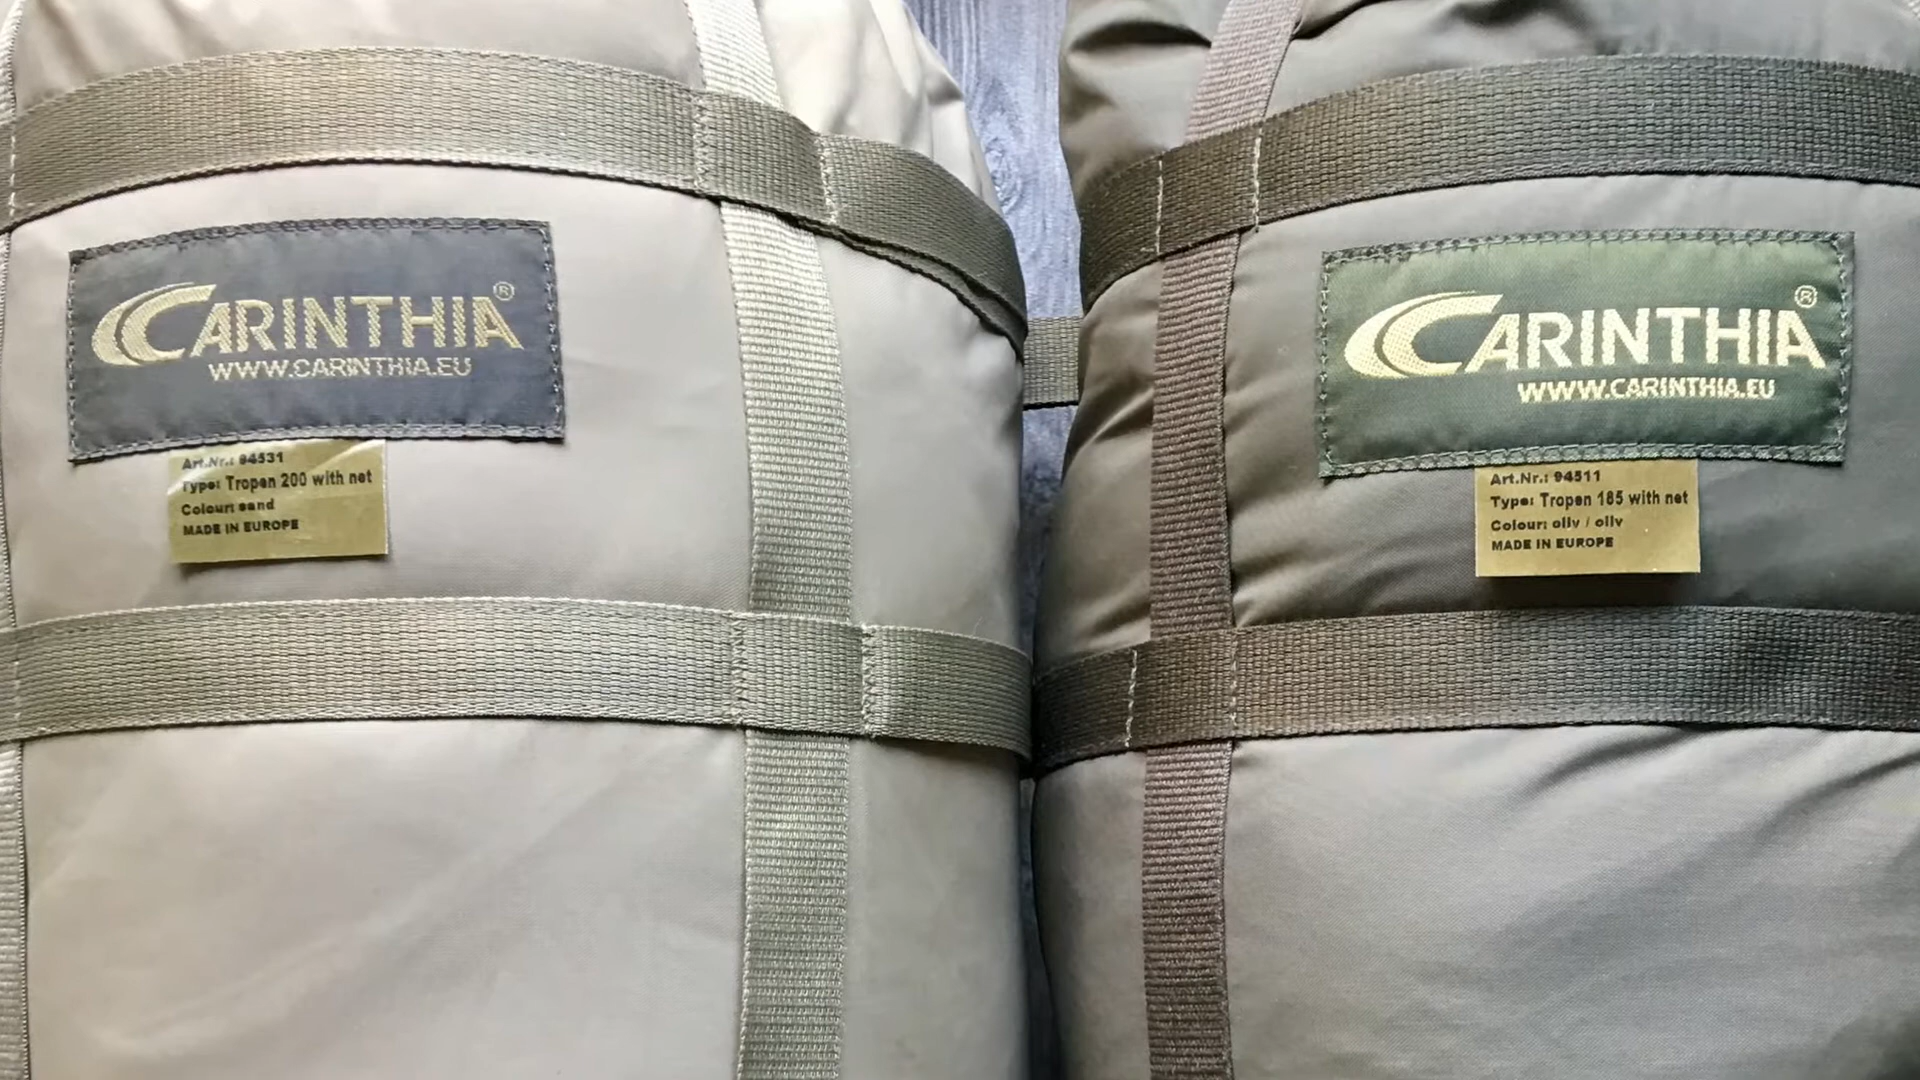 CARINTHIA®
WWW.CARINTHIA.EU
Art.Nr.: 94531
Type: Tropen 200 with net
Colour: sand
MADE IN EUROPE
CARINTHIA®
WWW.CARINTHIA.EU
Art.Nr.: 94511
Type: Tropen 185 with net
Colour: oliv / oliv
MADE IN EUROPE